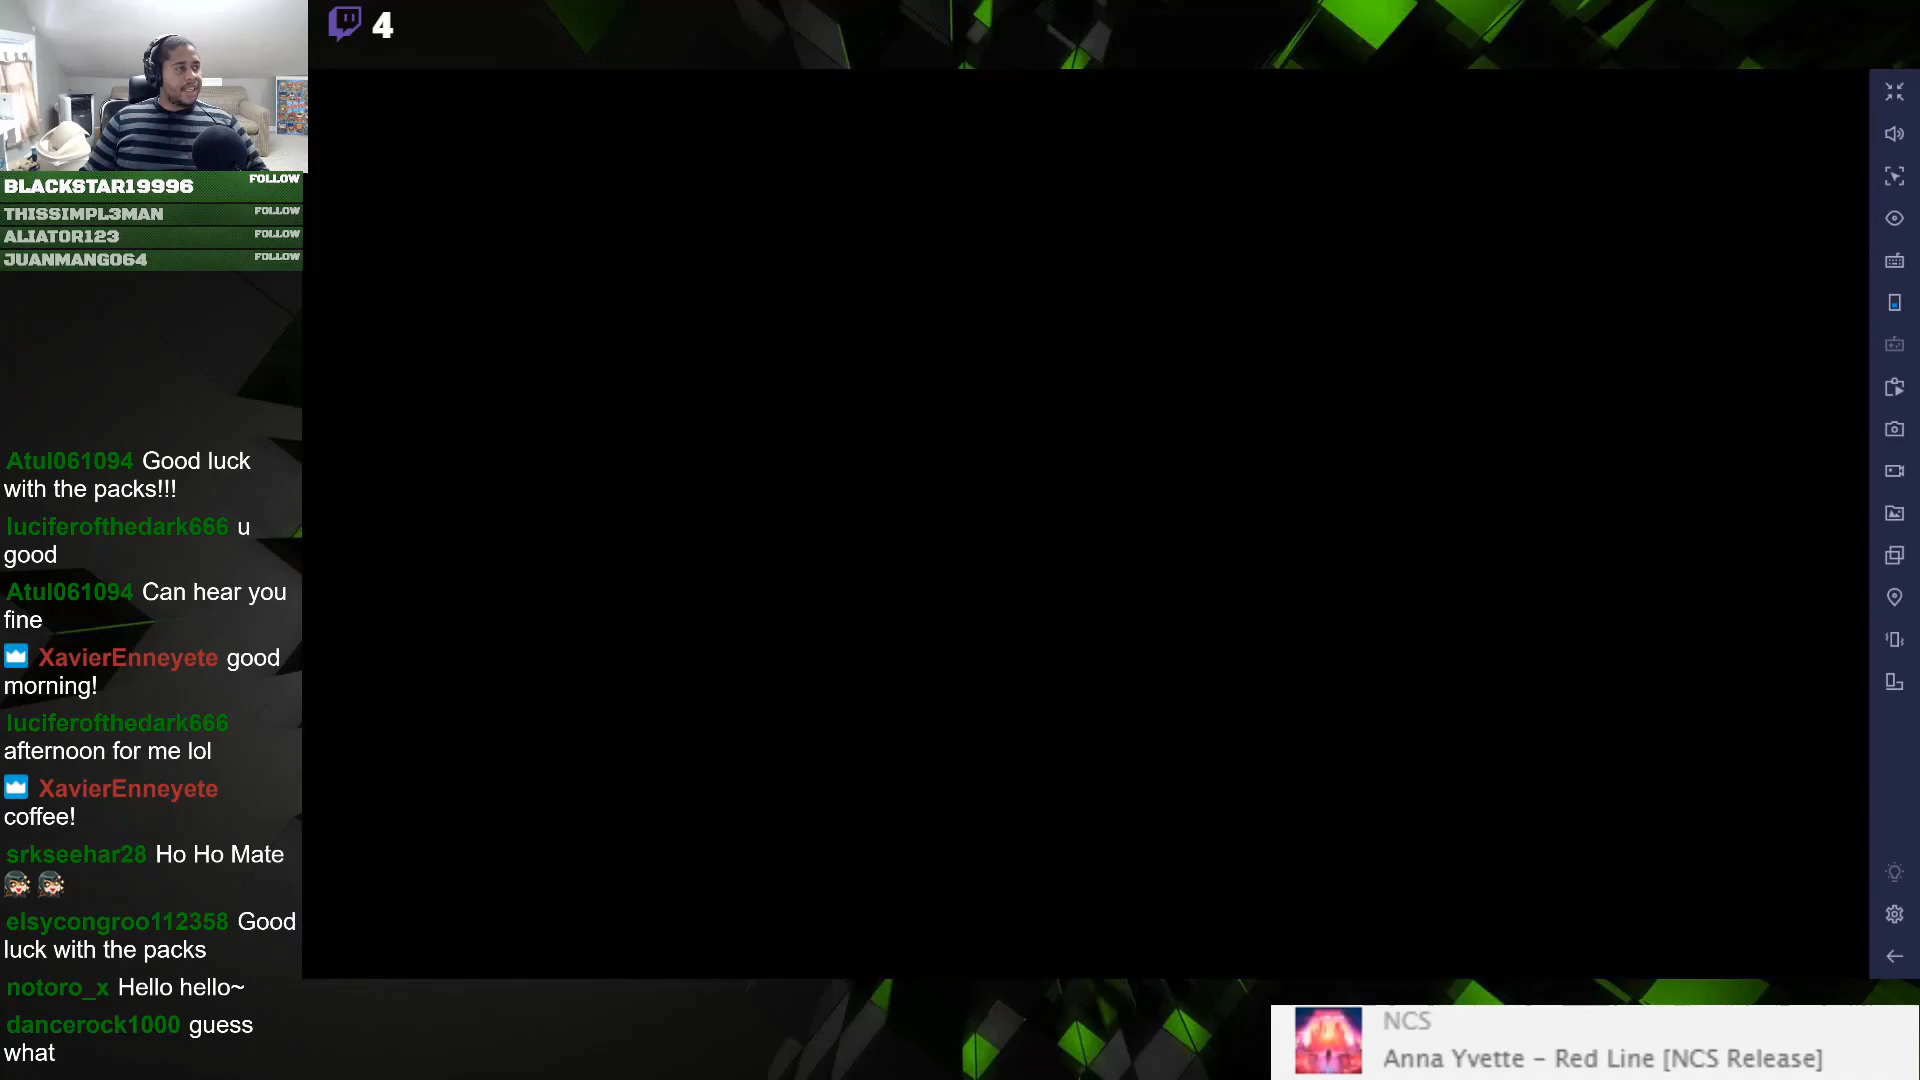 4
BLACKSTAR19996 FOLLOW
THISSIMPL3MAN FOLLOW
ALIATOR123 FOLLOW
JUANMANGO64 FOLLOW
Atul061094 Good luck
with the packs!!!
luciferofthedark666 u
good
Atul061094 Can hear you
fine
XavierEnneyete good
morning!
luciferofthedark666
afternoon for me lol
XavierEnneyete
coffee!
srkseehar28 Ho Ho Mate
elsycongroo112358 Good
luck with the packs
notoro_x Hello hello~
dancerock1000 guess
what
NCS
Anna Yvette – Red Line [NCS Release]